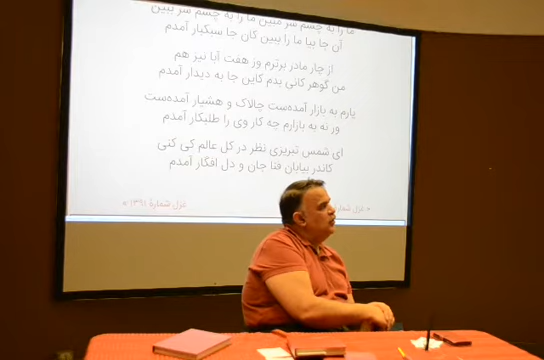 ما را به چشم سر مبین ما را به چشم سر ببین
آن جا بیا ما را ببین کان جا سبکبار آمدم
از چار مادر برترم وز هفت آبا نیز هم
من گوهر کانی بدم کاین جا به دیدار آمدم
یارم به بازار آمده‌ست چالاک و هشیار آمده‌ست
ور نه به بازارم چه کار وی را طلبکار آمدم
ای شمس تبریزی نظر در کل عالم کی کنی
کاندر بیابان فنا جان و دل افگار آمدم
غزل شمارهٔ ۱۳۹۱ »
« غزل شمارهٔ